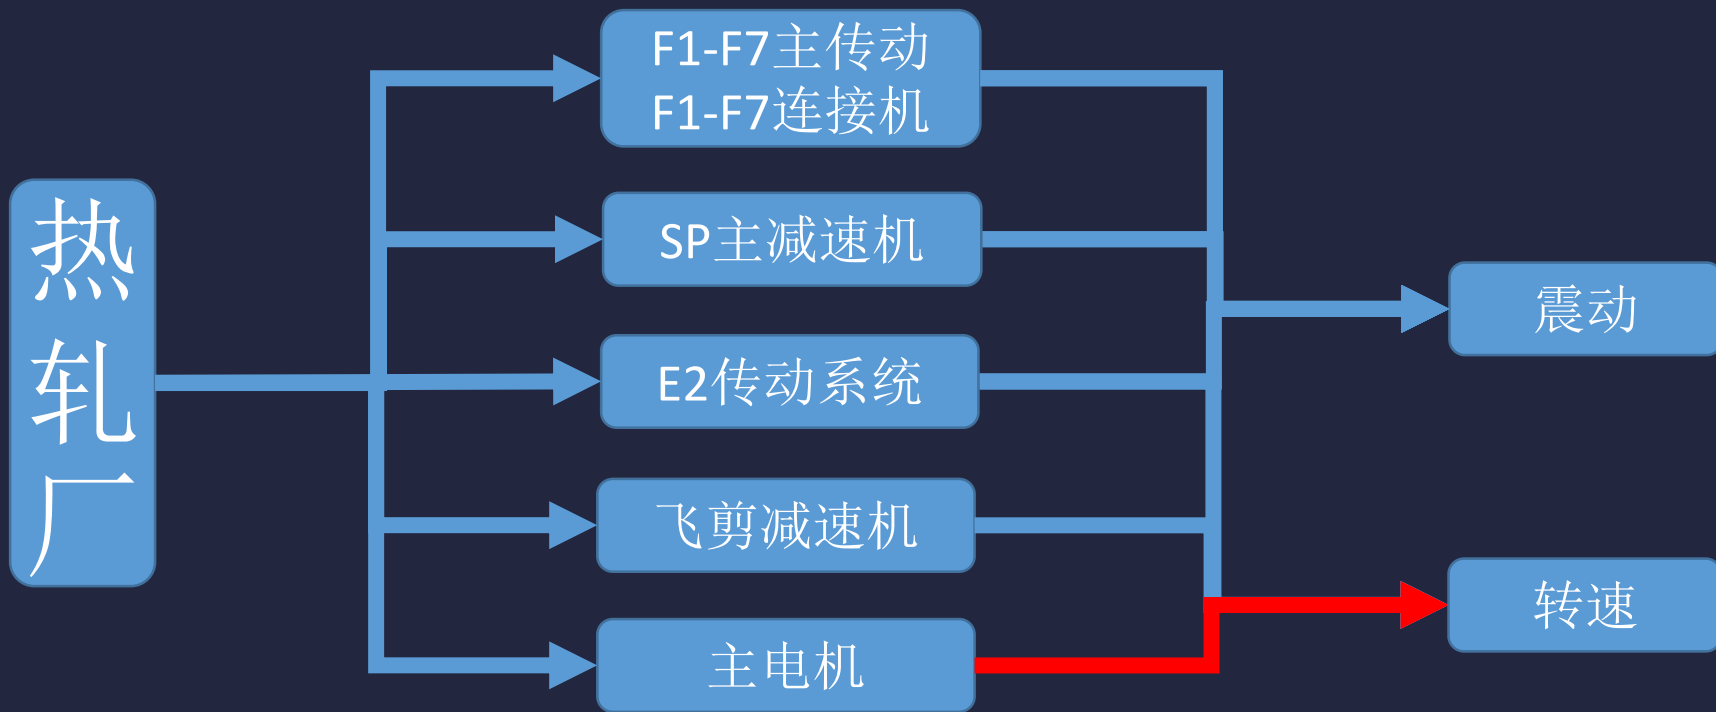 热轧厂
F1-F7主传动
F1-F7连接机
SP主减速机
E2传动系统
飞剪减速机
主电机
震动
转速